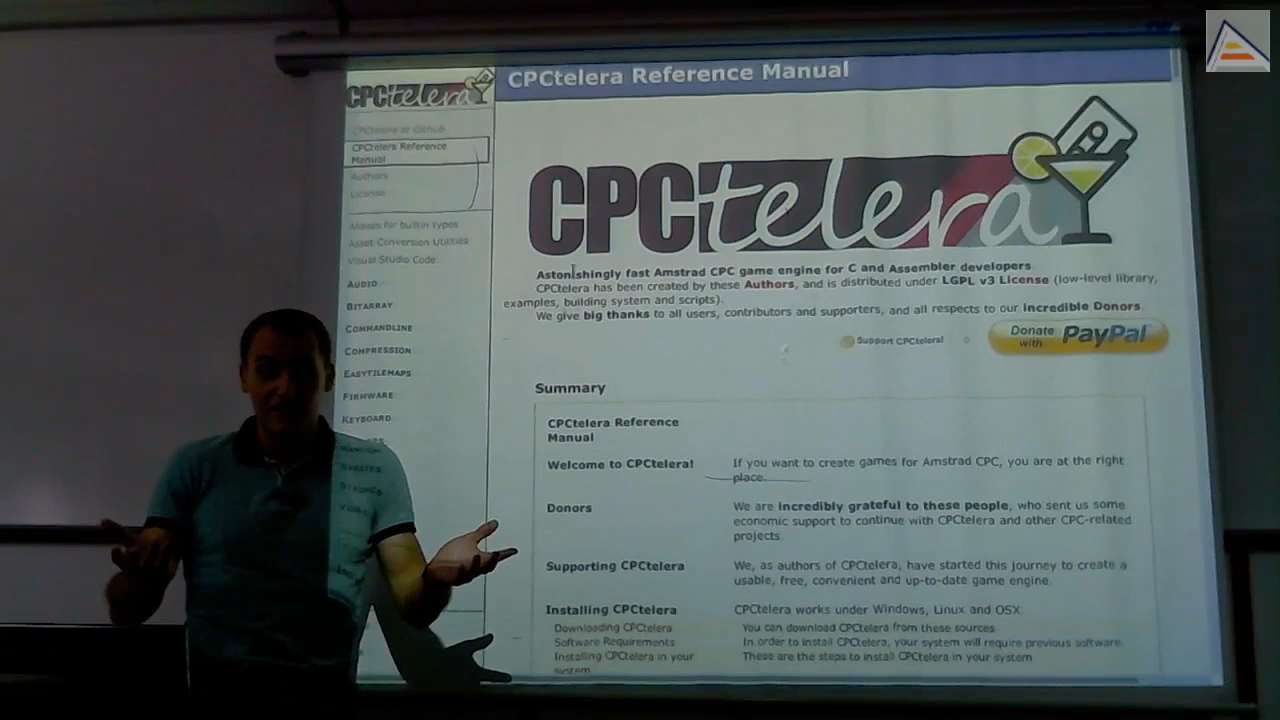 CPCtelera
CPCtelera Reference Manual
CPCtelera at Github
CPCtelera Reference
Manual
Authors
License
Aliases for builtin types
Asset Conversion Utilities
Visual Studio Code
AUDIO
BITARRAY
COMMANDLINE
COMPRESSION
EASYTILEMAPS
FIRMWARE
KEYBOARD
SPRITES
STRINGS
CPCtelera
Astonishingly fast Amstrad CPC game engine for C and Assembler developers
CPCtelera has been created by these Authors, and is distributed under LGPL v3 License (low-level library,
examples, building system and scripts).
We give big thanks to all users, contributors and supporters, and all respects to our incredible Donors.
Support CPCtelera!
Donate
with PayPal
Summary
CPCtelera Reference
Manual
Welcome to CPCtelera! If you want to create games for Amstrad CPC, you are at the right
place.
Donors We are incredibly grateful to these people, who sent us some
economic support to continue with CPCtelera and other CPC-related
projects.
Supporting CPCtelera We, as authors of CPCtelera, have started this journey to create a
usable, free, convenient and up-to-date game engine.
Installing CPCtelera CPCtelera works under Windows, Linux and OSX.
Downloading CPCtelera You can download CPCtelera from these sources
Software Requirements In order to install CPCtelera, your system will require previous software.
Installing CPCtelera in your These are the steps to install CPCtelera in your system
system